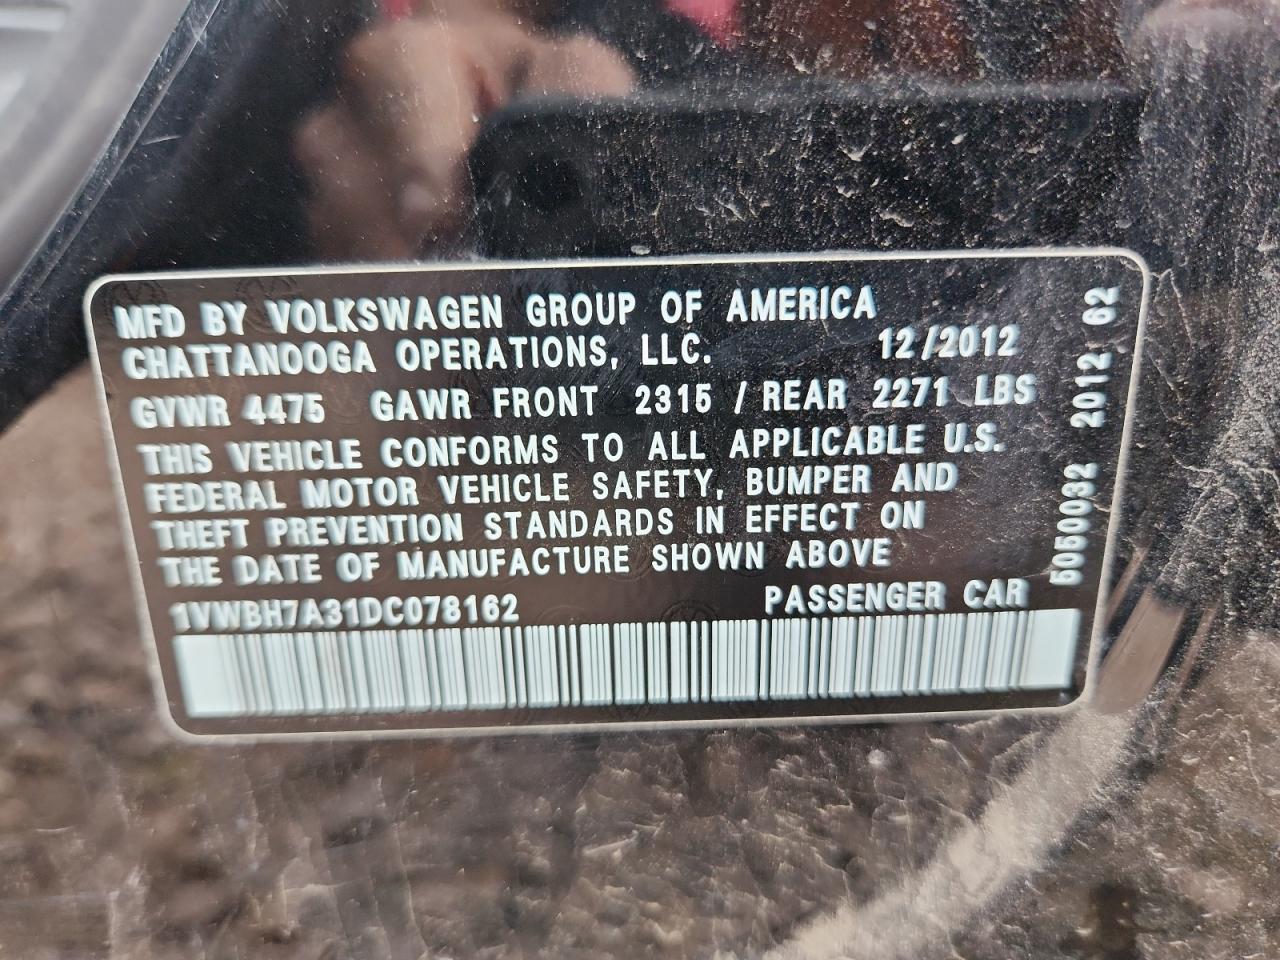 MFD BY VOLKSWAGEN GROUP OF AMERICA
CHATTANOOGA OPERATIONS, LLC. 12/2012
GVWR 4475 GAWR FRONT 2315 / REAR 2271 LBS
THIS VEHICLE CONFORMS TO ALL APPLICABLE U.S.
FEDERAL MOTOR VEHICLE SAFETY, BUMPER AND
THEFT PREVENTION STANDARDS IN EFFECT ON
THE DATE OF MANUFACTURE SHOWN ABOVE
1VWBH7A31DC078162 PASSENGER CAR
5050032 2012 62